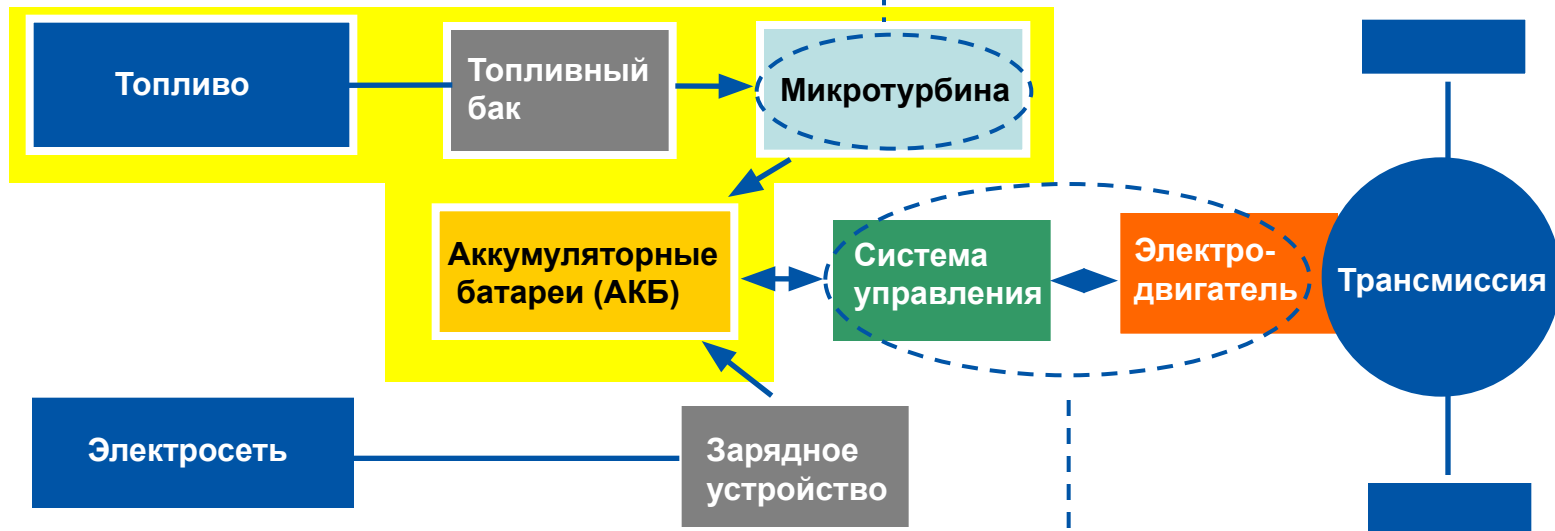 Топливо
Топливный
бак
Микротурбина
Аккумуляторные
батареи (АКБ)
Система
управления
Электро-
двигатель
Трансмиссия
Электросеть
Зарядное
устройство